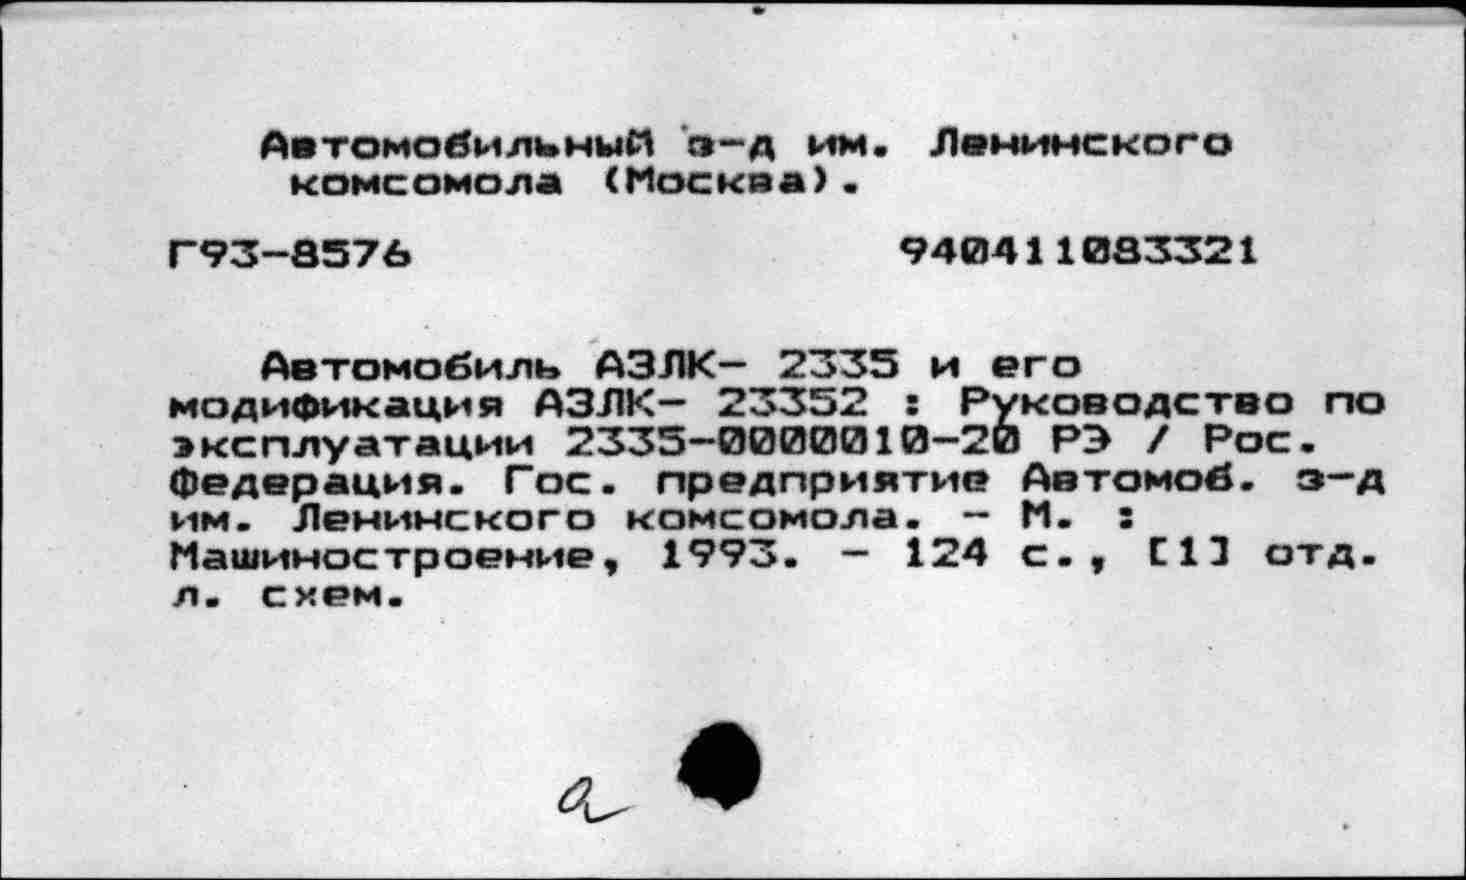 Автомобильный з-д им. Ленинского
комсомола (Москва).
Г93-8576 940411083321
Автомобиль АЗЛК- 2335 и его
модификация АЗЛК- 23352 : Руководство по
эксплуатации 2335-0000010-20 РЭ / Рос.
Федерация. Гос. предприятие Автомоб. з-д
им. Ленинского комсомола. - М. :
Машиностроение, 1993. - 124 с., [1] отд.
л. схем.